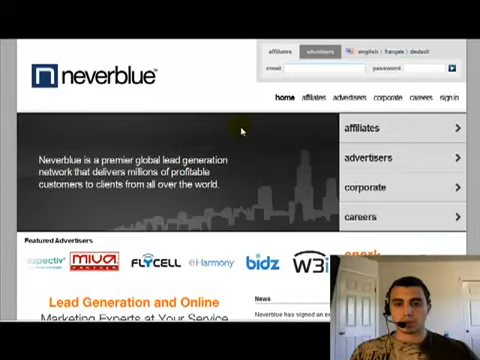 affiliates advertisers english | français | deutsch
neverblue™
email password
home affiliates advertisers corporate careers sign in
affiliates
Neverblue is a premier global lead generation
network that delivers millions of profitable
customers to clients from all over the world.
advertisers
corporate
careers
Featured Advertisers
MIVA FLYCELL eHarmony bidz W3i
Lead Generation and Online
Marketing Experts at Your Service
News
Neverblue has signed an